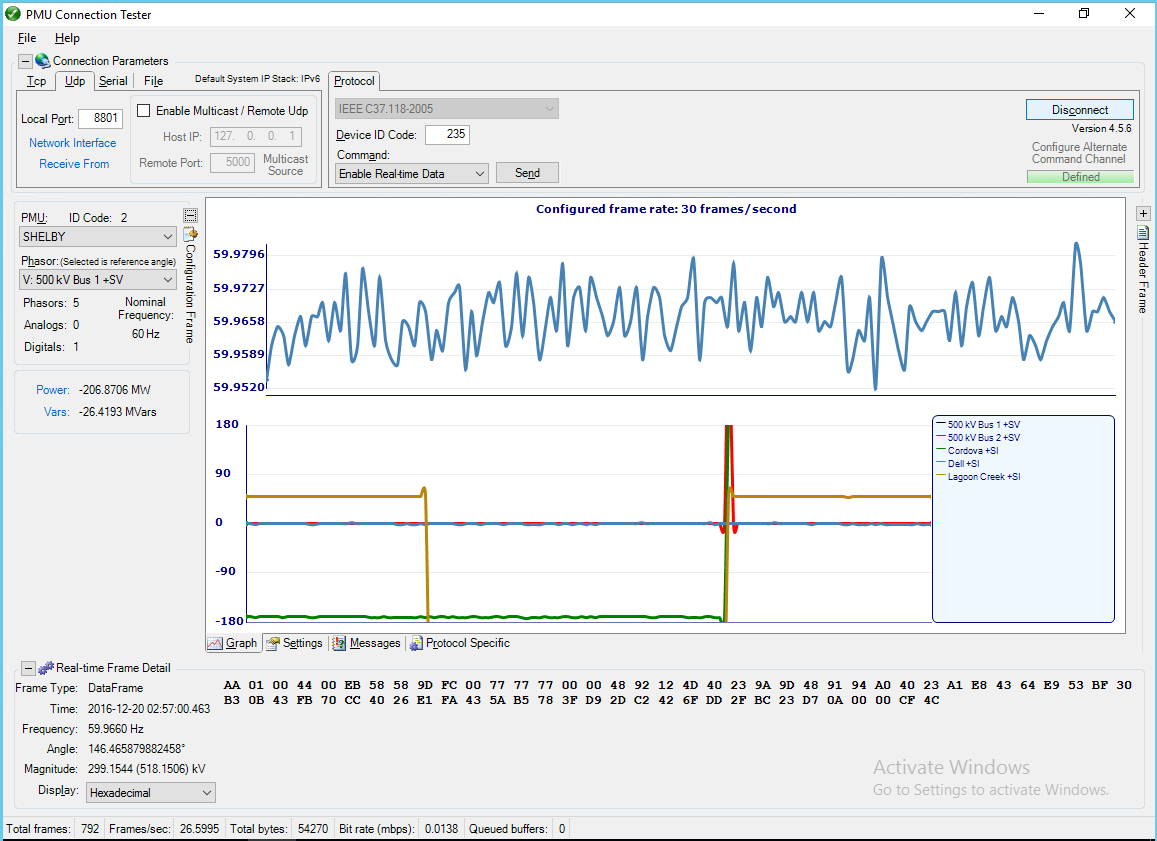 PMU Connection Tester
File Help
Connection Parameters
Tcp Udp Serial File Default System IP Stack: IPv6
Local Port: 8801
Network Interface
Receive From
Enable Multicast / Remote Udp
Host IP: 127. 0. 0. 1
Remote Port: 5000 Multicast Source
Protocol
IEEE C37.118-2005
Device ID Code: 235
Command:
Enable Real-time Data Send
Disconnect
Version 4.5.6
Configure Alternate
Command Channel
Defined
PMU: ID Code: 2
SHELBY
Phasor: (Selected is reference angle)
V: 500 kV Bus 1 +SV
Phasors: 5
Analogs: 0
Digitals: 1
Nominal
Frequency:
60 Hz
Configuration Frame
Power: -206.8706 MW
Vars: -26.4193 MVars
Configured frame rate: 30 frames/second
59.9796
59.9727
59.9658
59.9589
59.9520
180
90
0
-90
-180
500 kV Bus 1 +SV
500 kV Bus 2 +SV
Cordova +SI
Dell +SI
Lagoon Creek +SI
Header Frame
Graph Settings Messages Protocol Specific
Real-time Frame Detail
Frame Type: DataFrame
Time: 2016-12-20 02:57:00.463
Frequency: 59.9660 Hz
Angle: 146.465879882458°
Magnitude: 299.1544 (518.1506) kV
Display: Hexadecimal
AA 01 00 44 00 EB 58 58 9D FC 00 77 77 77 00 00 48 92 12 4D 40 23 9A 9D 48 91 94 A0 40 23 A1 E8 43 64 E9 53 BF 30
B3 0B 43 FB 70 CC 40 26 E1 FA 43 5A B5 78 3F D9 2D C2 42 6F DD 2F BC 23 D7 0A 00 00 CF 4C
Activate Windows
Go to Settings to activate Windows.
Total frames: 792 Frames/sec: 26.5995 Total bytes: 54270 Bit rate (mbps): 0.0138 Queued buffers: 0